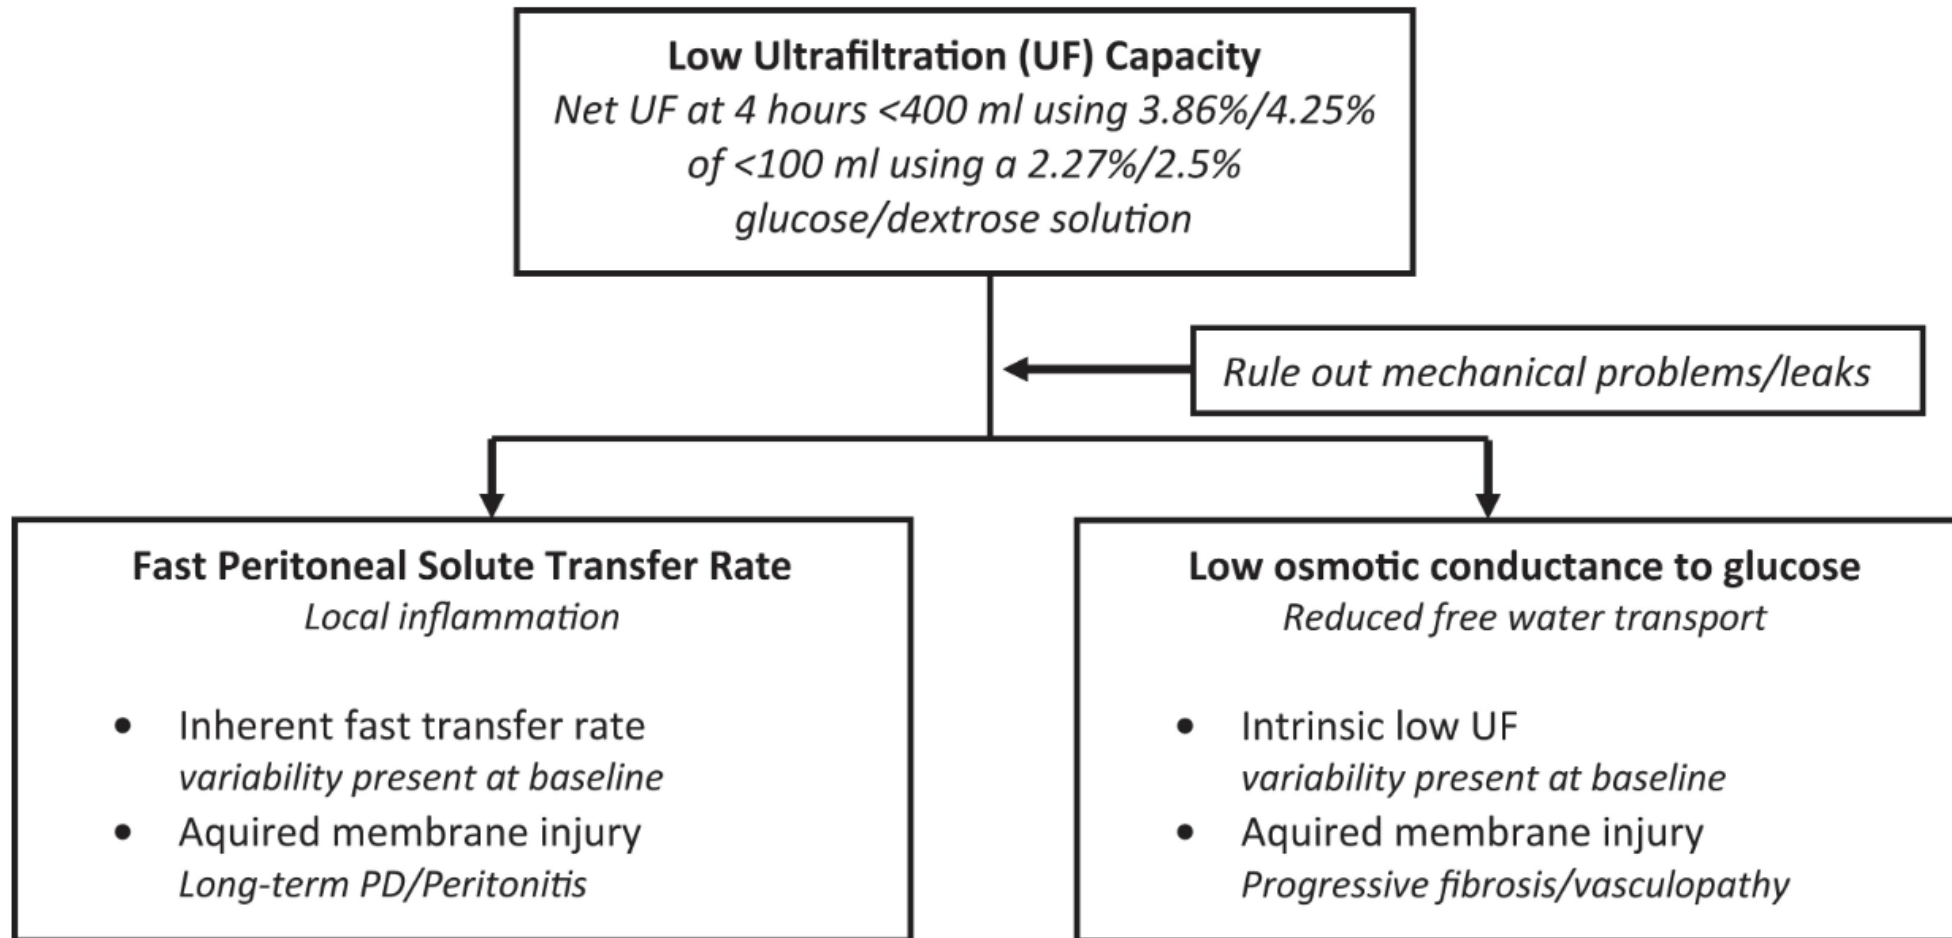 Low Ultrafiltration (UF) Capacity
Net UF at 4 hours <400 ml using 3.86%/4.25%
of <100 ml using a 2.27%/2.5%
glucose/dextrose solution
Rule out mechanical problems/leaks
Fast Peritoneal Solute Transfer Rate
Local inflammation
• Inherent fast transfer rate
variability present at baseline
• Aquired membrane injury
Long-term PD/Peritonitis
Low osmotic conductance to glucose
Reduced free water transport
• Intrinsic low UF
variability present at baseline
• Aquired membrane injury
Progressive fibrosis/vasculopathy